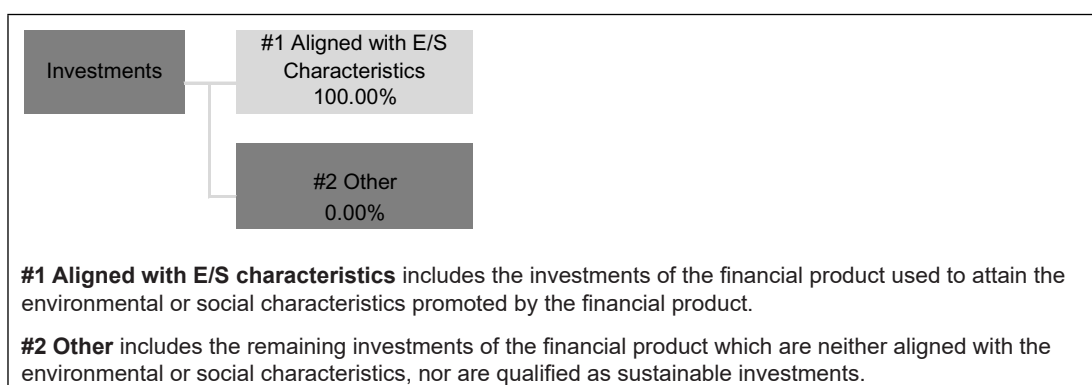 Investments
#1 Aligned with E/S
Characteristics
100.00%
#2 Other
0.00%
#1 Aligned with E/S characteristics includes the investments of the financial product used to attain the
environmental or social characteristics promoted by the financial product.
#2 Other includes the remaining investments of the financial product which are neither aligned with the
environmental or social characteristics, nor are qualified as sustainable investments.